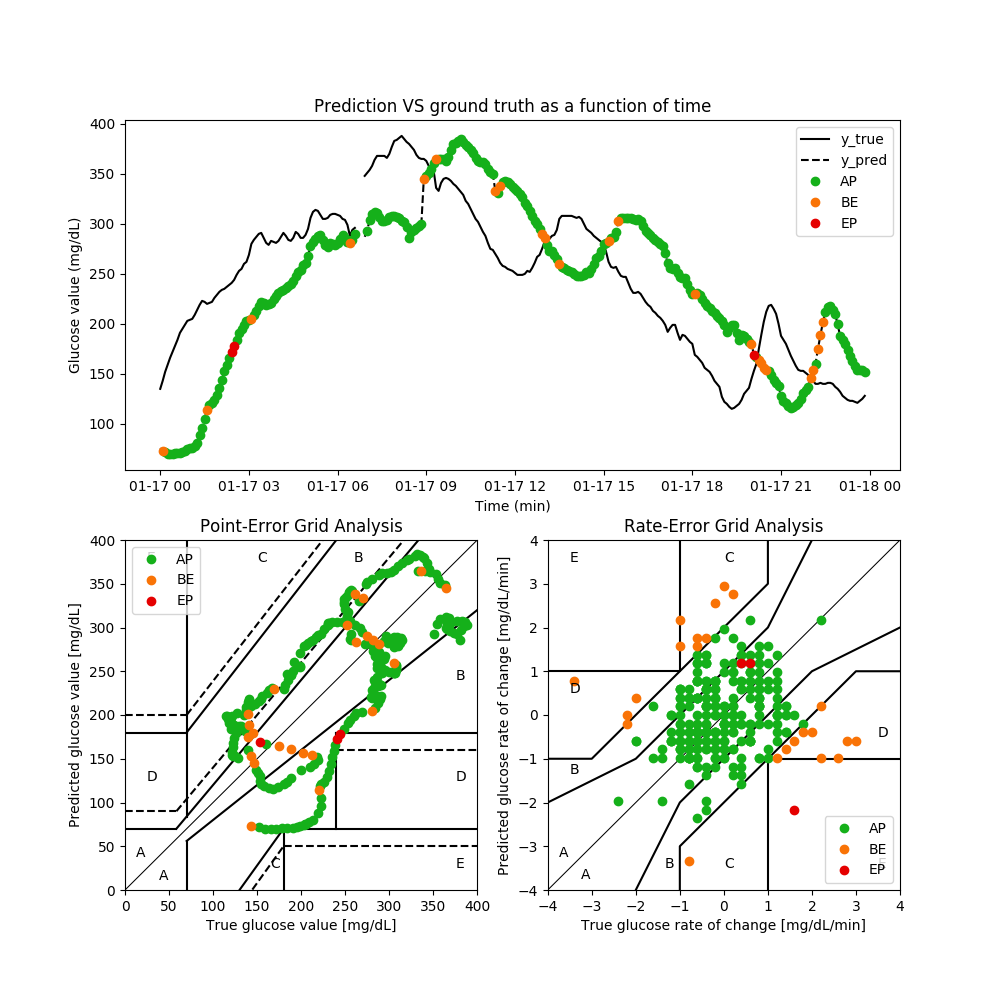 Prediction VS ground truth as a function of time
Glucose value (mg/dL)
400
350
300
250
200
150
100
y_true
y_pred
AP
BE
EP
01-17 00 01-17 03 01-17 06 01-17 09 01-17 12 01-17 15 01-17 18 01-17 21 01-18 00
Time (min)
Point-Error Grid Analysis
Predicted glucose value [mg/dL]
400
350
300
250
200
150
100
50
0
AP
BE
EP
E
C
B
B
D
D
A
A
C
E
0 50 100 150 200 250 300 350 400
True glucose value [mg/dL]
Rate-Error Grid Analysis
Predicted glucose rate of change [mg/dL/min]
4
3
2
1
0
−1
−2
−3
−4
E
C
D
D
B
A
A
B
C
E
AP
BE
EP
−4 −3 −2 −1 0 1 2 3 4
True glucose rate of change [mg/dL/min]